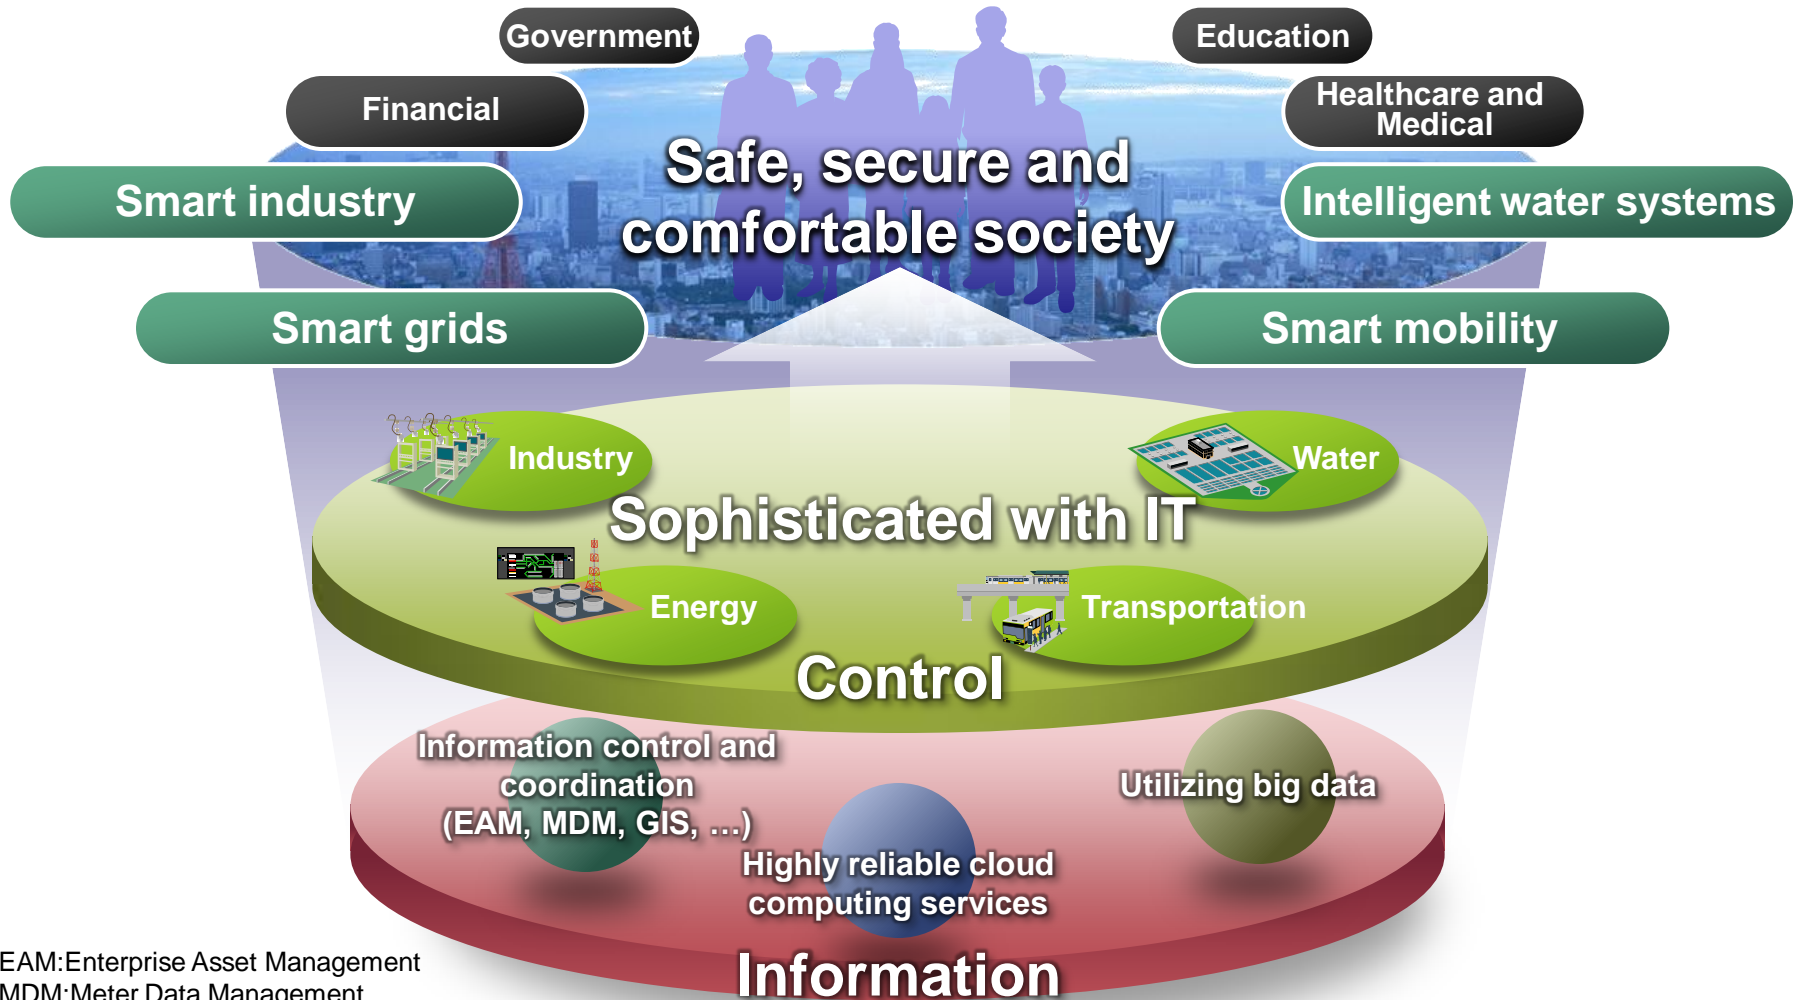 Government
Education
Financial
Healthcare and
Medical
Safe, secure and
comfortable society
Smart industry
Intelligent water systems
Smart grids
Smart mobility
Industry
Water
Sophisticated with IT
Energy
Transportation
Control
Information control and
coordination
(EAM, MDM, GIS, …)
Utilizing big data
Highly reliable cloud
computing services
Information
EAM:Enterprise Asset Management
MDM:Meter Data Management